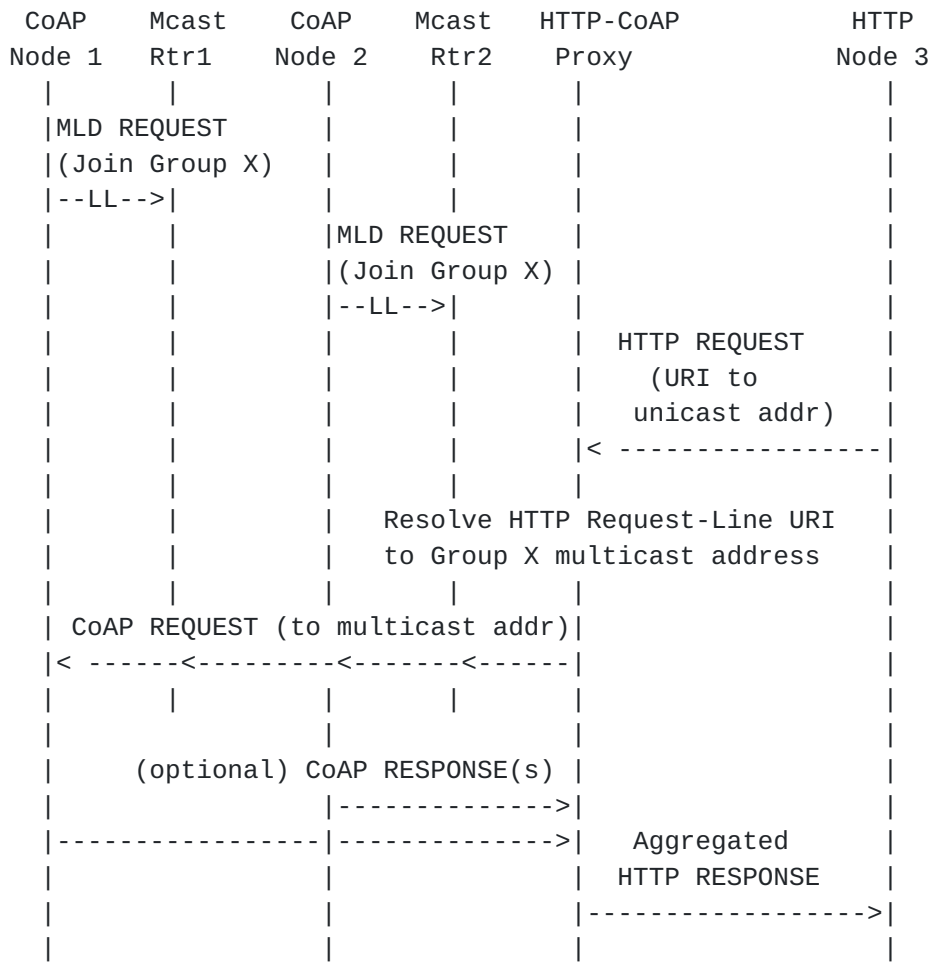 CoAP Mcast CoAP Mcast HTTP-CoAP HTTP
Node 1 Rtr1 Node 2 Rtr2 Proxy Node 3
MLD REQUEST
(Join Group X)
--LL-->
MLD REQUEST
(Join Group X)
--LL-->
HTTP REQUEST
(URI to
unicast addr)
Resolve HTTP Request-Line URI
to Group X multicast address
CoAP REQUEST (to multicast addr)
(optional) CoAP RESPONSE(s)
Aggregated
HTTP RESPONSE